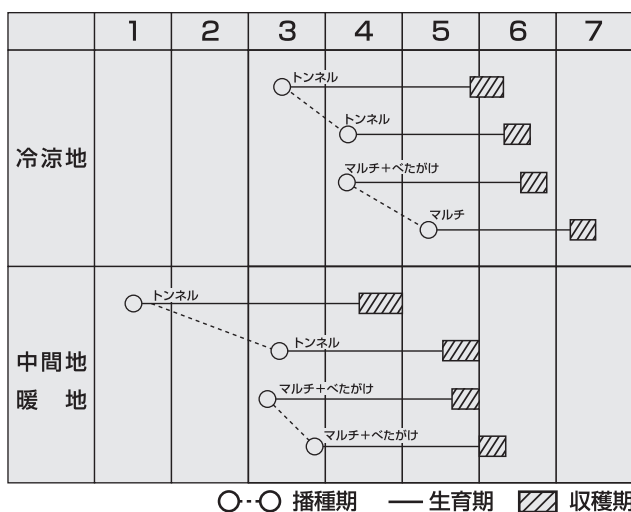 1 2 3 4 5 6 7
冷涼地
トンネル
トンネル
マルチ+べたがけ
マルチ
中間地
暖 地
トンネル
トンネル
マルチ+べたがけ
マルチ+べたがけ
播種期 生育期 収穫期